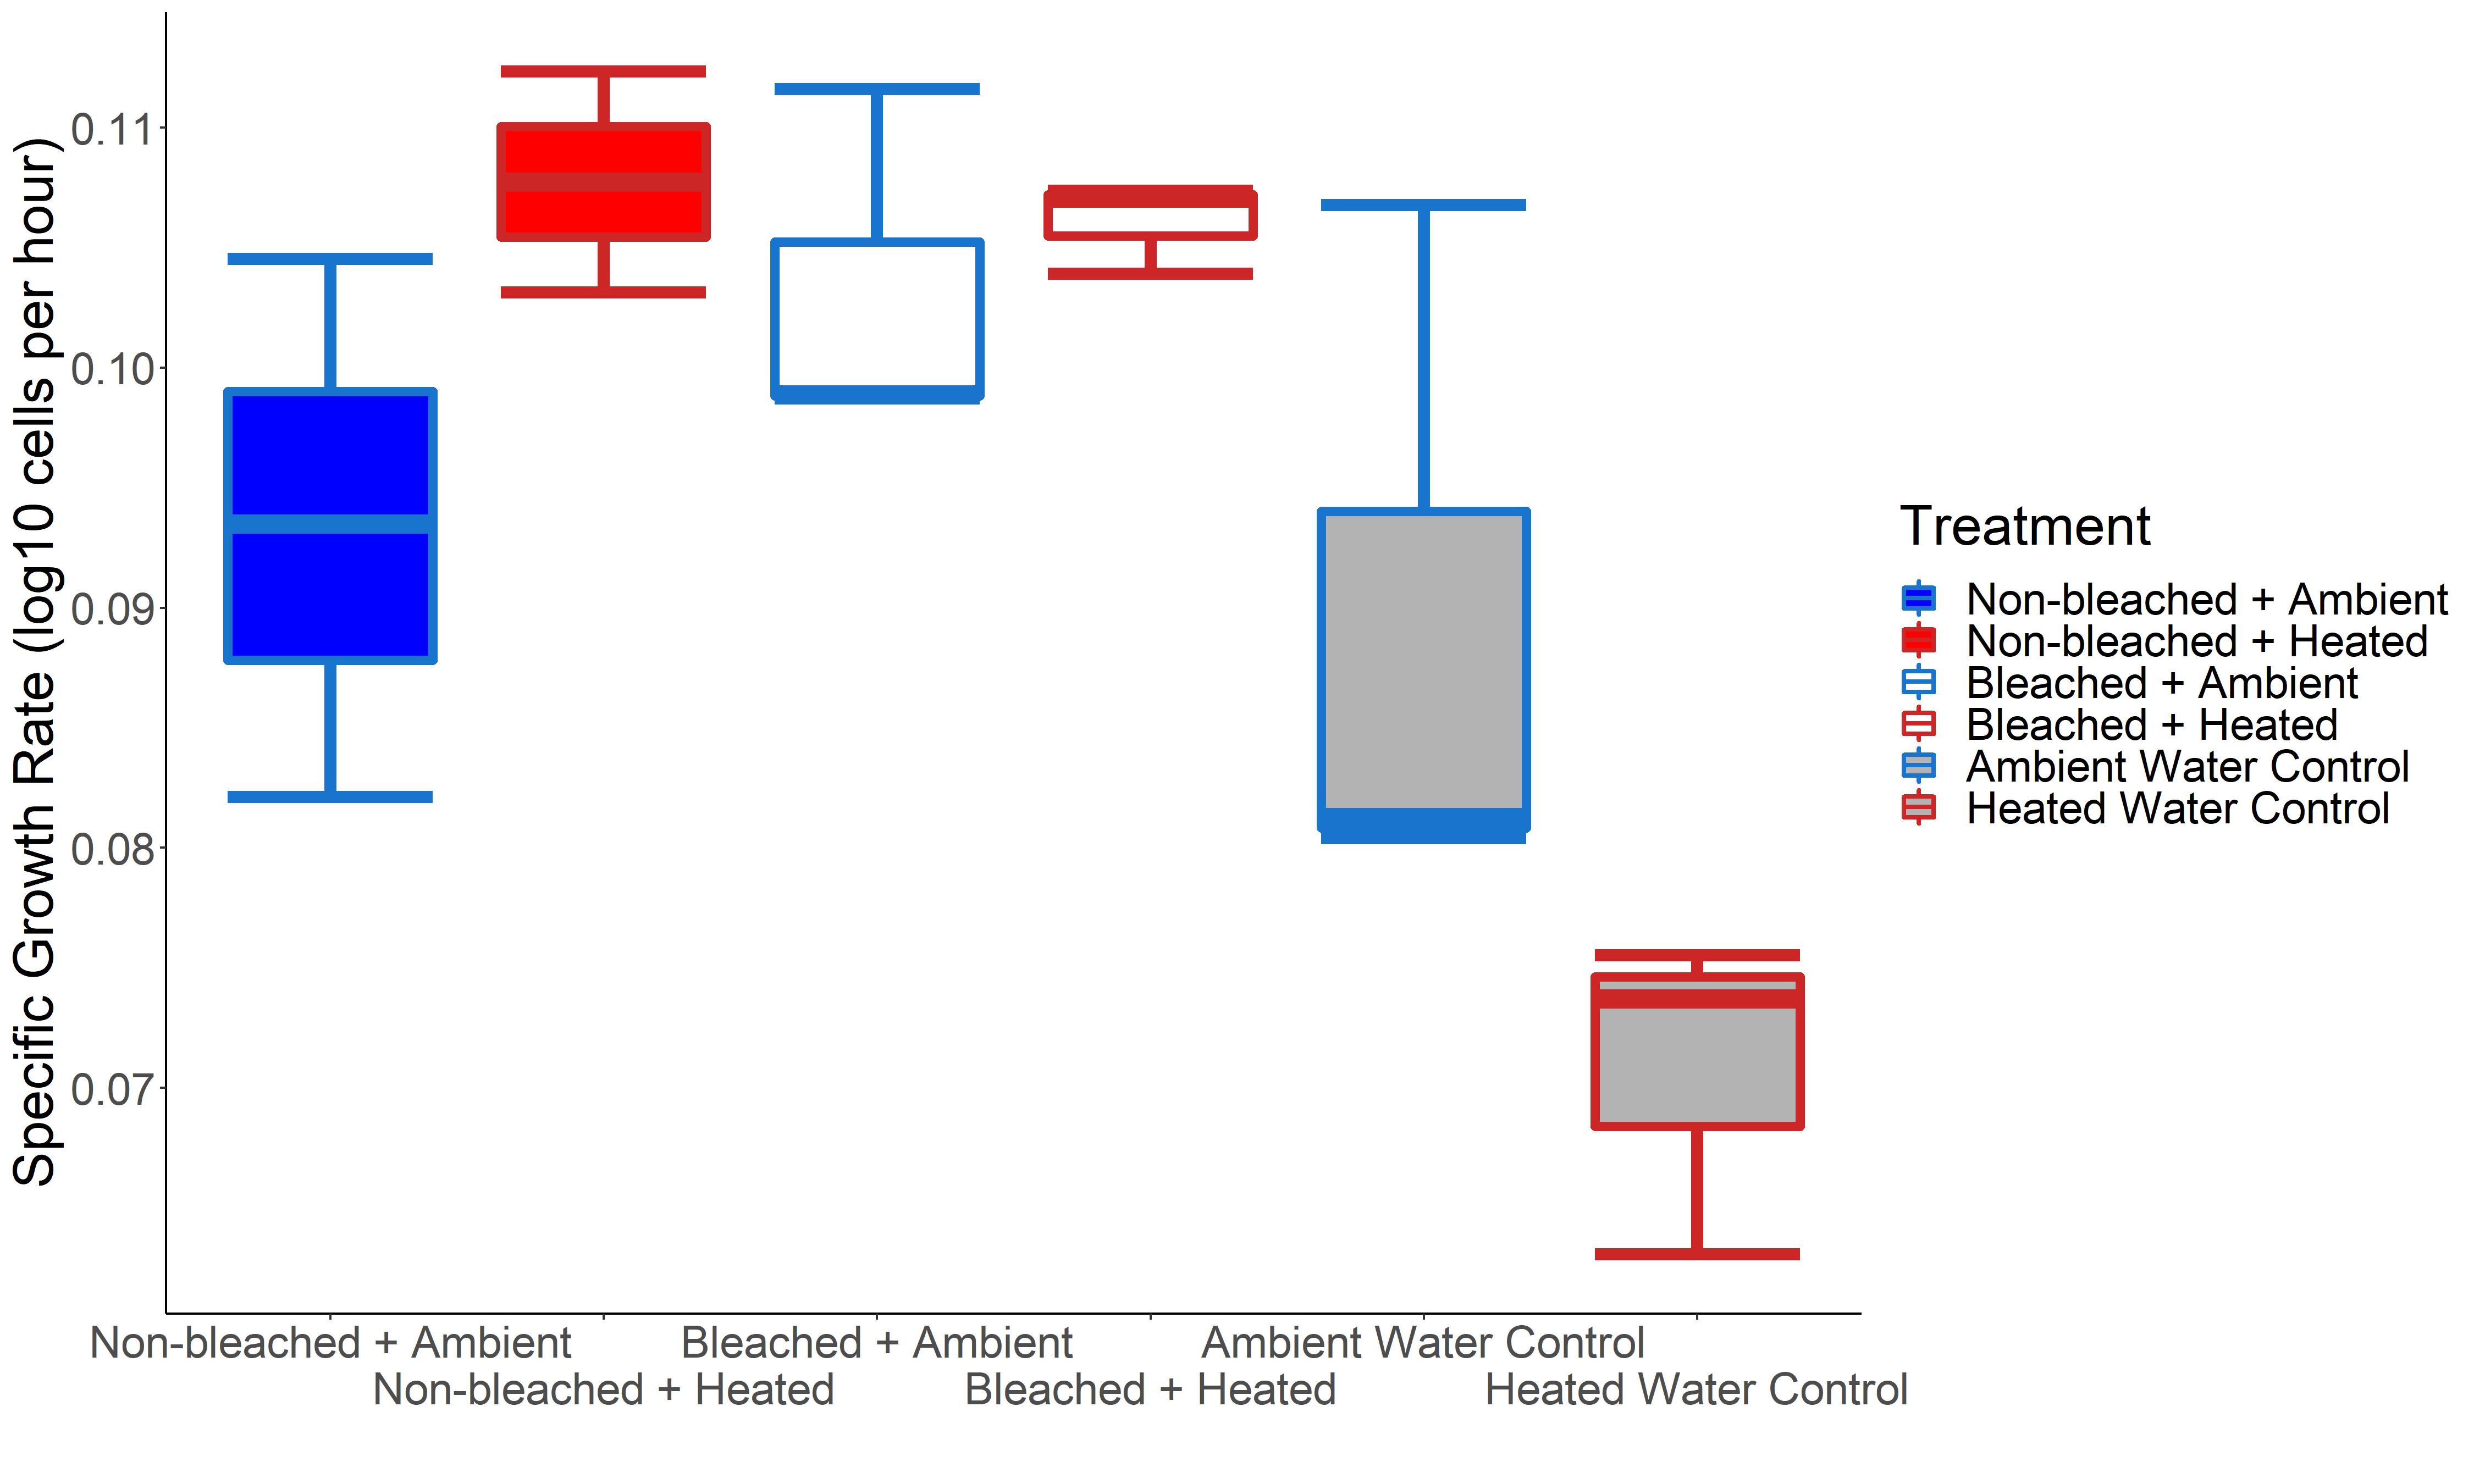 Specific Growth Rate (log10 cells per hour)
0.11
0.10
0.09
0.08
0.07
Non-bleached + Ambient
Bleached + Ambient
Ambient Water Control
Non-bleached + Heated
Bleached + Heated
Heated Water Control
Treatment
Non-bleached + Ambient
Non-bleached + Heated
Bleached + Ambient
Bleached + Heated
Ambient Water Control
Heated Water Control